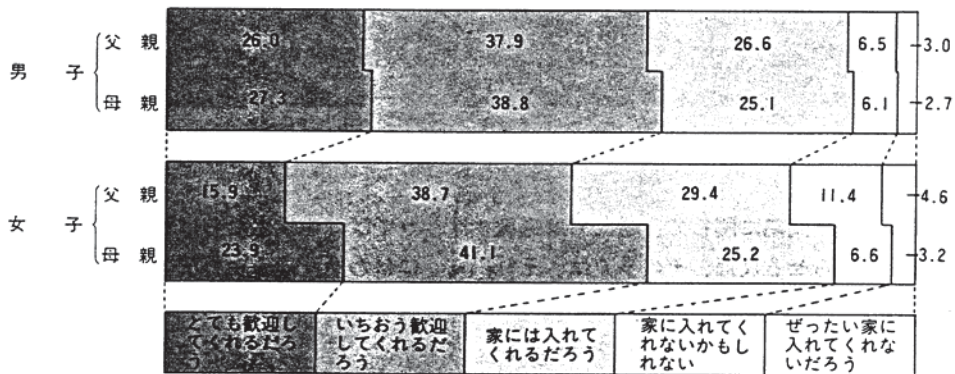 男 子
父 親 26.0 37.9 26.6 6.5 3.0
母 親 27.3 38.8 25.1 6.1 2.7
女 子
父 親 15.9 38.7 29.4 11.4 4.6
母 親 23.9 41.1 25.2 6.6 3.2
とても歓迎し
てくれるだろ
う
いちおう歓迎
してくれるだ
ろう
家には入れて
くれるだろう
家に入れてく
れないかもし
れない
ぜったい家に
入れてくれな
いだろう